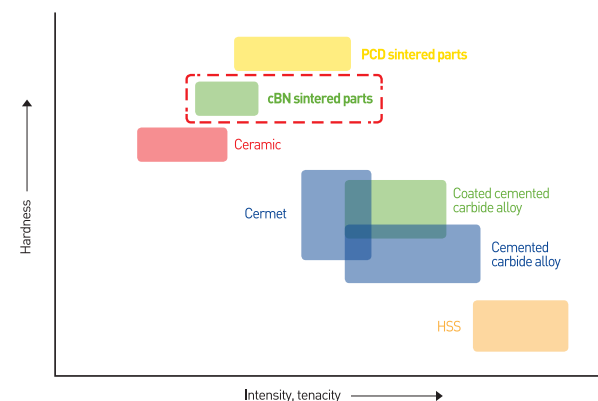 PCD sintered parts
cBN sintered parts
Ceramic
Coated cemented
carbide alloy
Cermet
Cemented
carbide alloy
HSS
Hardness
Intensity, tenacity